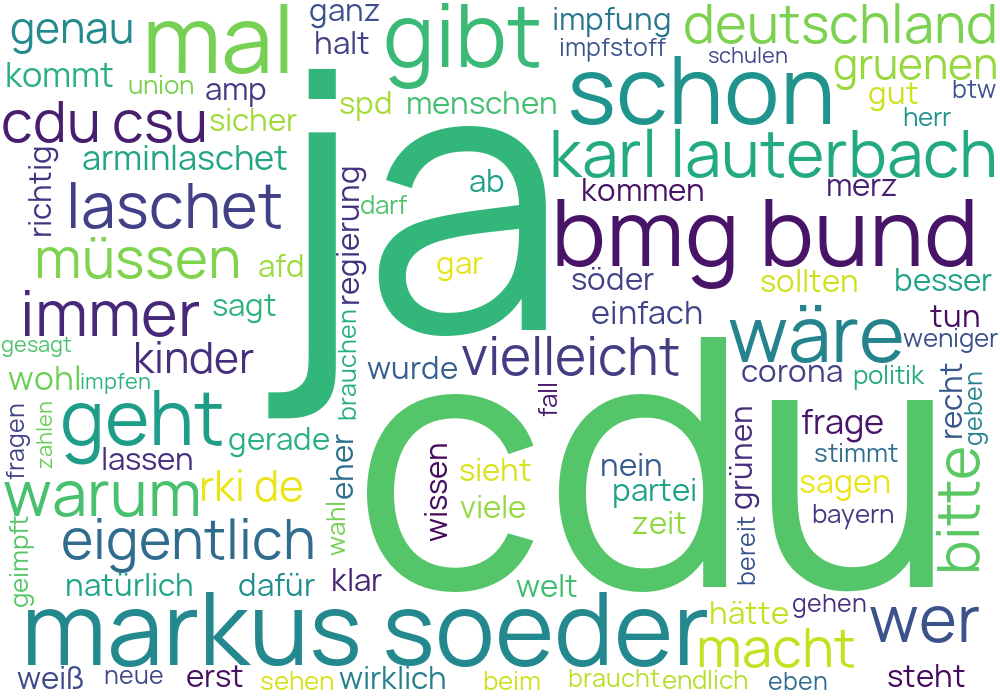 genau mal ganz gibt impfung deutschland
halt impfstoff schulen gruenen
kommt union amp spd menschen schon gut btw
cdu csu sicher herr
arminlaschet karl lauterbach
richtig laschet ja ab kommen merz
regierung darf bmg bund
müssen afd gar söder sollten besser
immer sagt einfach wäre tun
gesagt kinder brauchen wurde vielleicht weniger
wohl impfen corona politik
geht fall cdu recht geben
fragen zahlen gerade frage
lassen eher wissen sieht nein grünen stimmt
warum rki de viele partei sagen
eigentlich wahl zeit bayern bitte
geimpft bereit
natürlich dafür klar welt
markus soeder hätte gehen wer
macht
weiß neue erst sehen wirklich beim braucht endlich eben steht